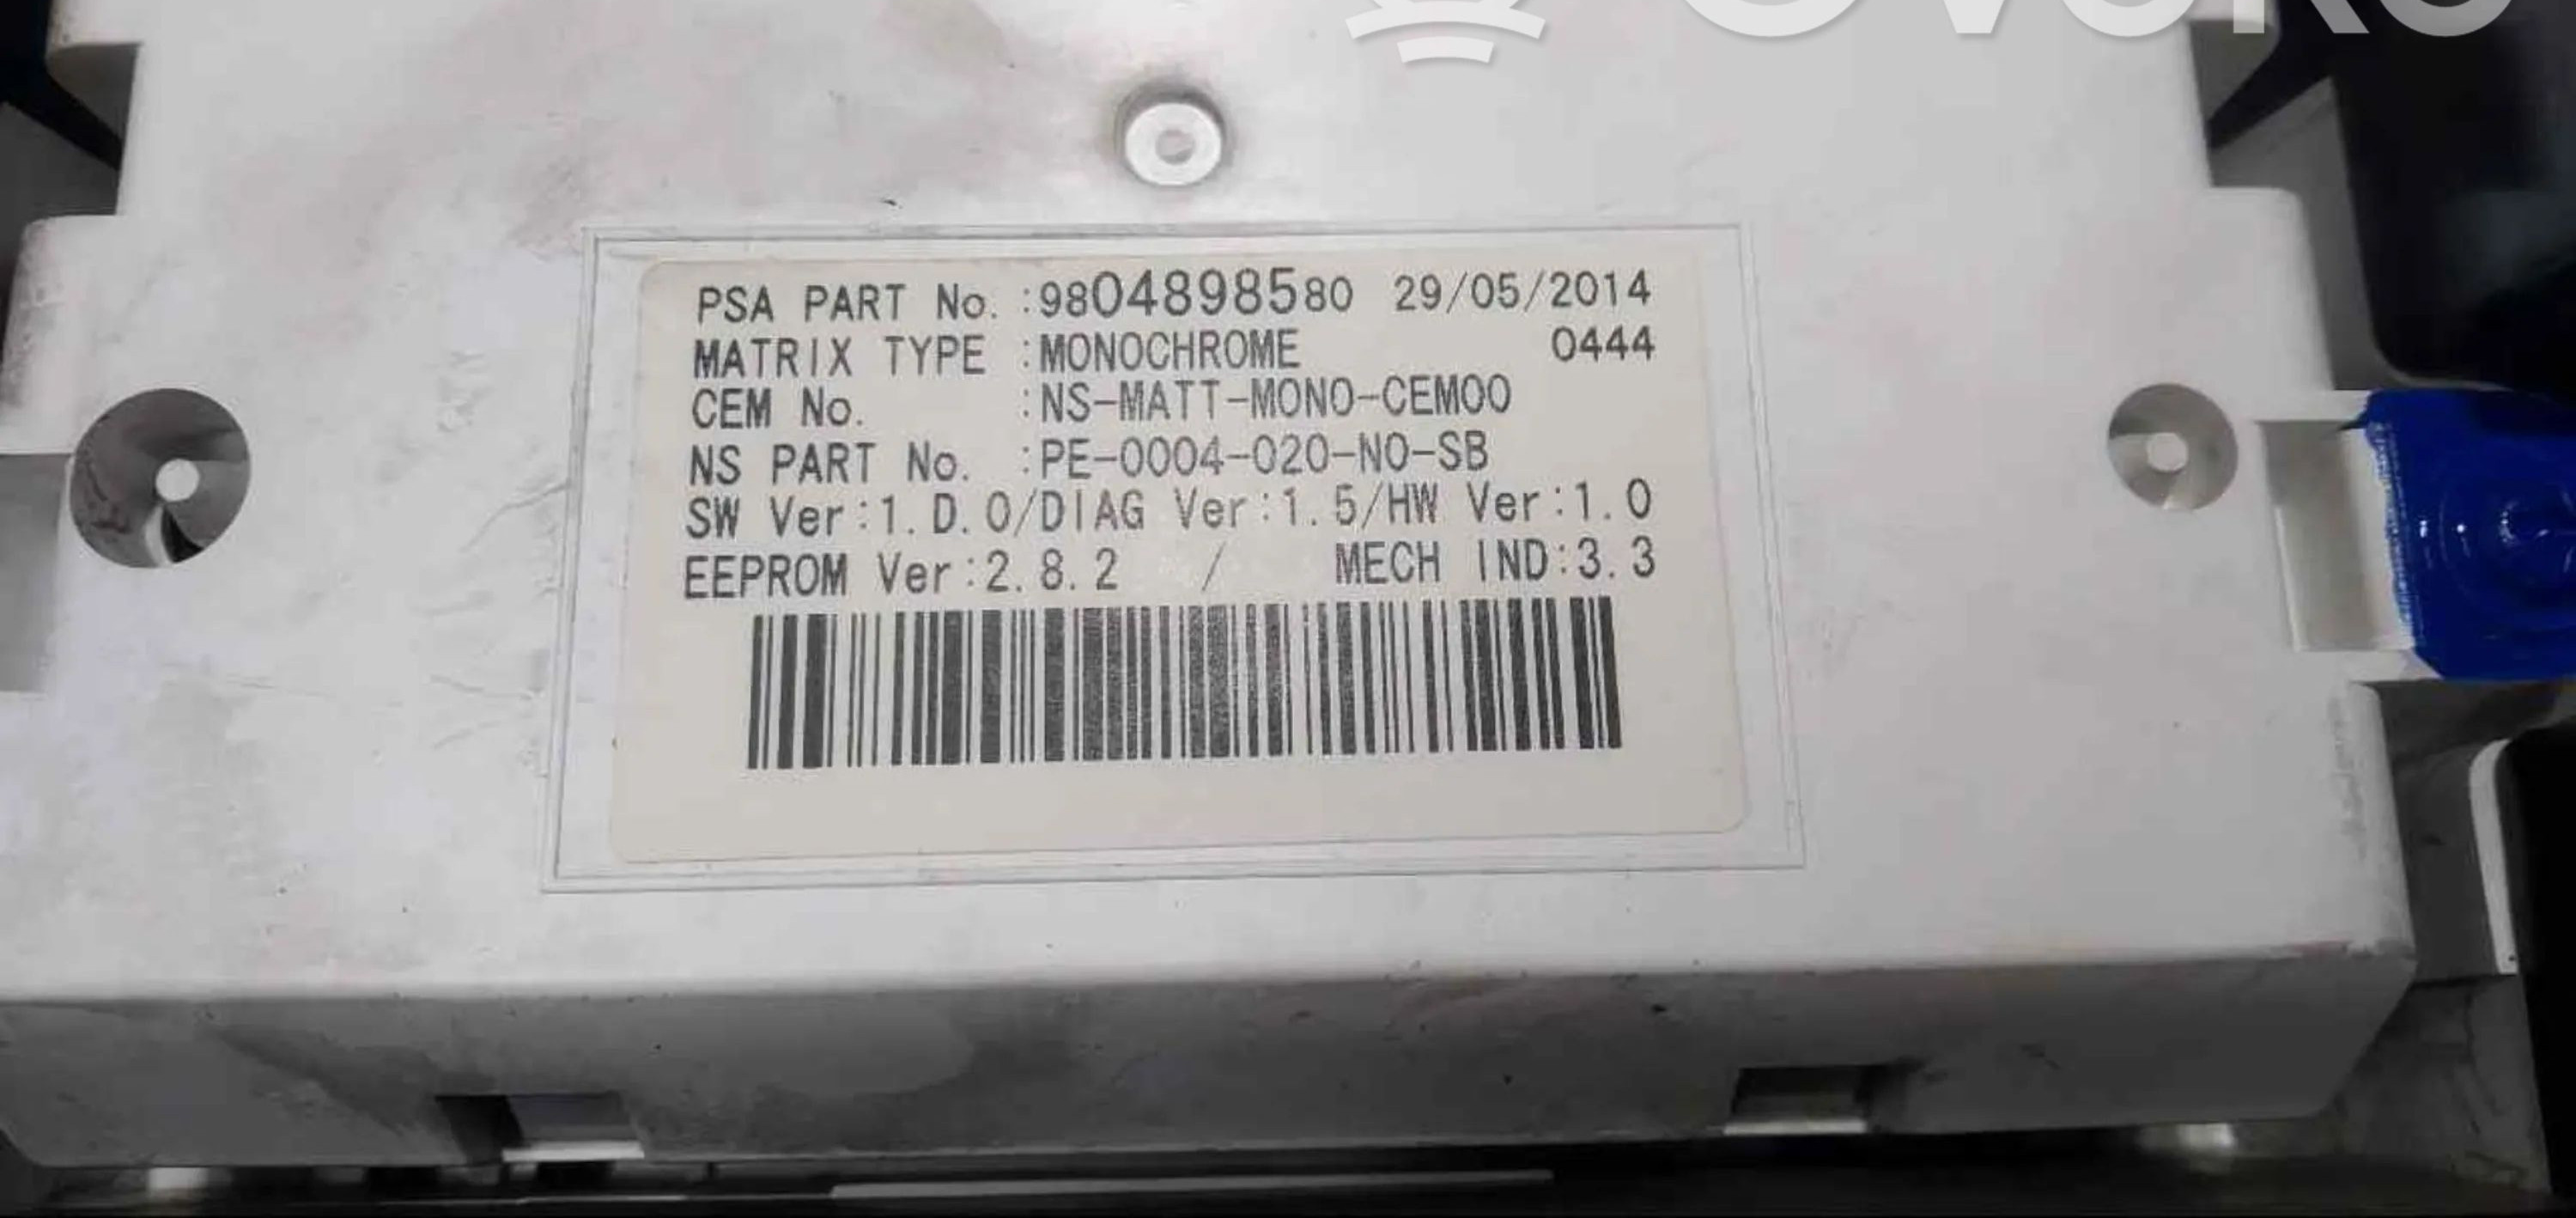 PSA PART No. :9804898580 29/05/2014
MATRIX TYPE :MONOCHROME 0444
CEM No. :NS-MATT-MONO-CEM00
NS PART No. :PE-0004-020-NO-SB
SW Ver:1.D.0/DIAG Ver:1.5/HW Ver:1.0
EEPROM Ver:2.8.2 / MECH IND:3.3